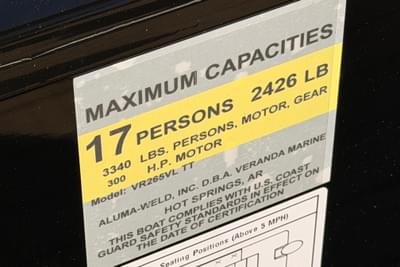 MAXIMUM CAPACITIES
17 PERSONS 2426 LB
3340 LBS. PERSONS, MOTOR, GEAR
300 H.P. MOTOR
Model: VR265VL TT
ALUMA-WELD, INC. D.B.A. VERANDA MARINE
HOT SPRINGS, AR
THIS BOAT COMPLIES WITH U.S. COAST
GUARD SAFETY STANDARDS IN EFFECT ON
THE DATE OF CERTIFICATION
Seating Positions (Above 5 MPH)